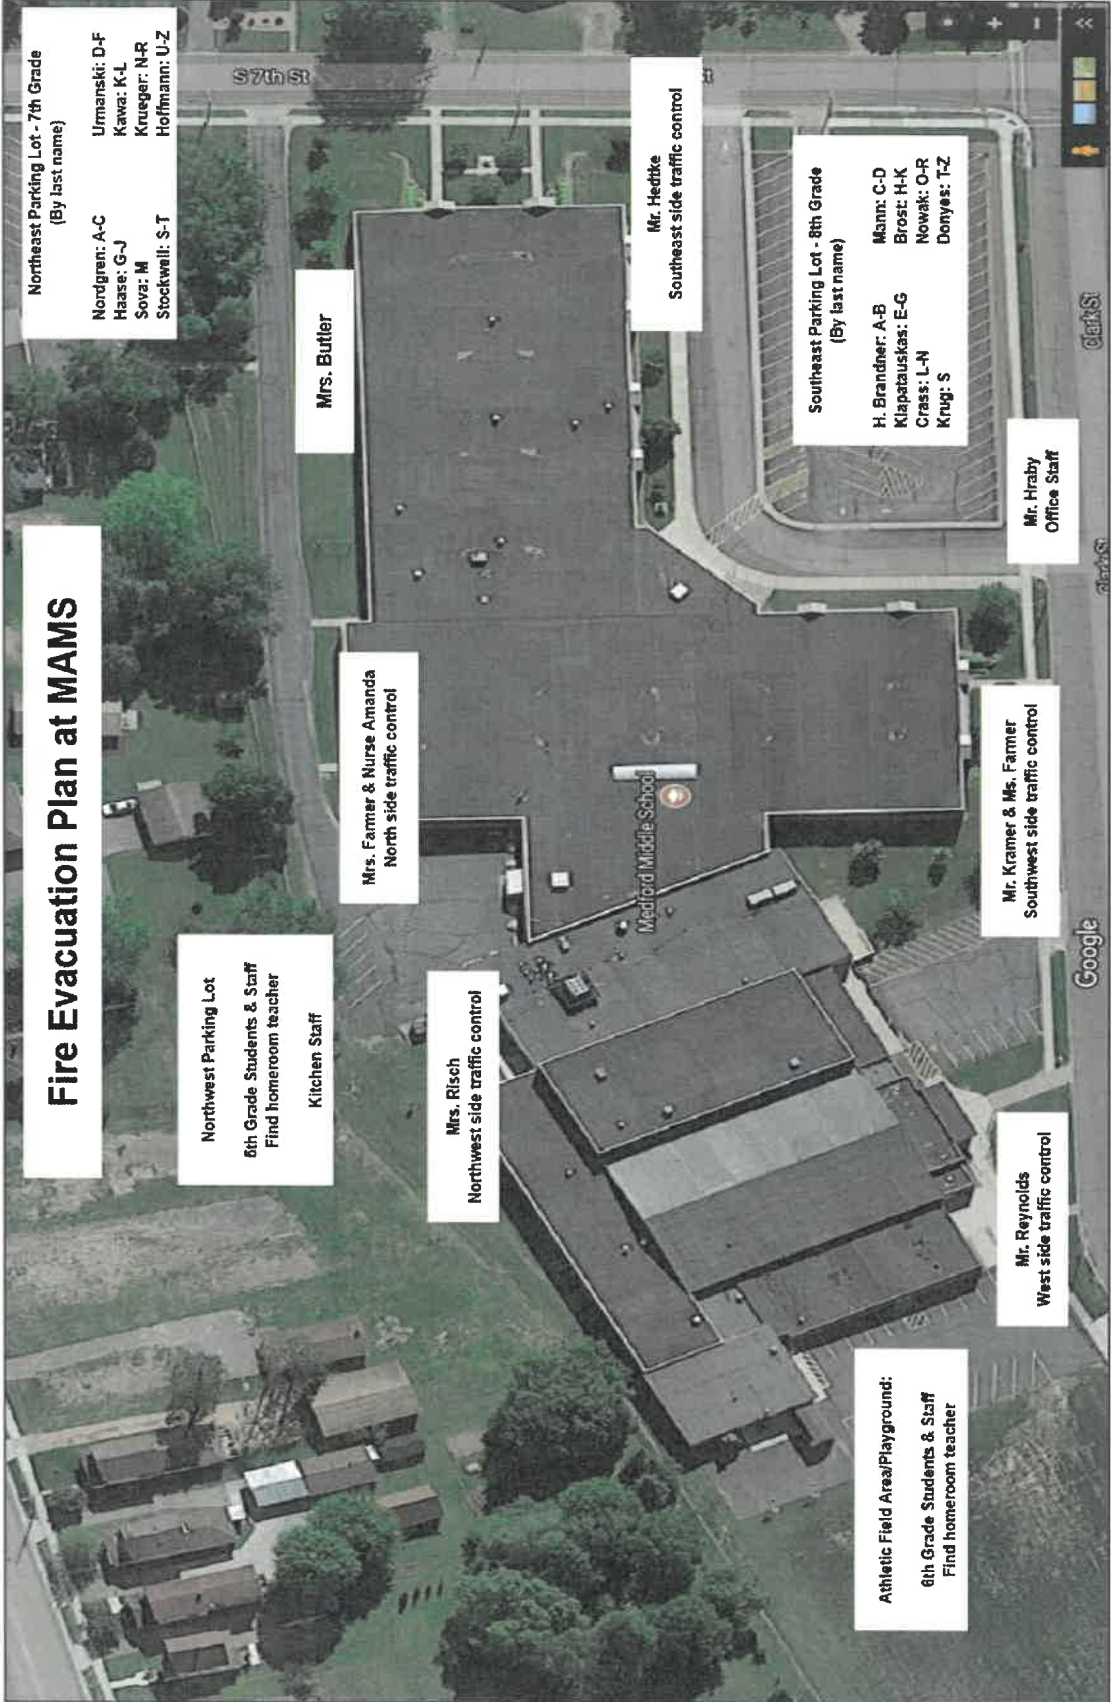 Fire Evacuation Plan at MAMS
Northeast Parking Lot - 7th Grade
(By last name)
Nordgren: A-C Urmanski: D-F
Haase: G-J Kawa: K-L
Sova: M Krueger: N-R
Stockwell: S-T Hoffmann: U-Z
Northwest Parking Lot
5th Grade Students & Staff
Find homeroom teacher
Kitchen Staff
S 7th St
Mrs. Butler
Mrs. Farmer & Nurse Amanda
North side traffic control
Mrs. Risch
Northwest side traffic control
Mr. Hedtke
Southeast side traffic control
Medford Middle School
Southeast Parking Lot - 8th Grade
(By last name)
H. Brandner: A-B Mann: C-D
Klapatauskas: E-G Brost: H-K
Crass: L-N Nowak: O-R
Krug: S Donyes: T-Z
Athletic Field Area/Playground:
6th Grade Students & Staff
Find homeroom teacher
Mr. Reynolds
West side traffic control
Mr. Kramer & Ms. Farmer
Southwest side traffic control
Mr. Hraby
Office Staff
Google
Clark St
Clark St